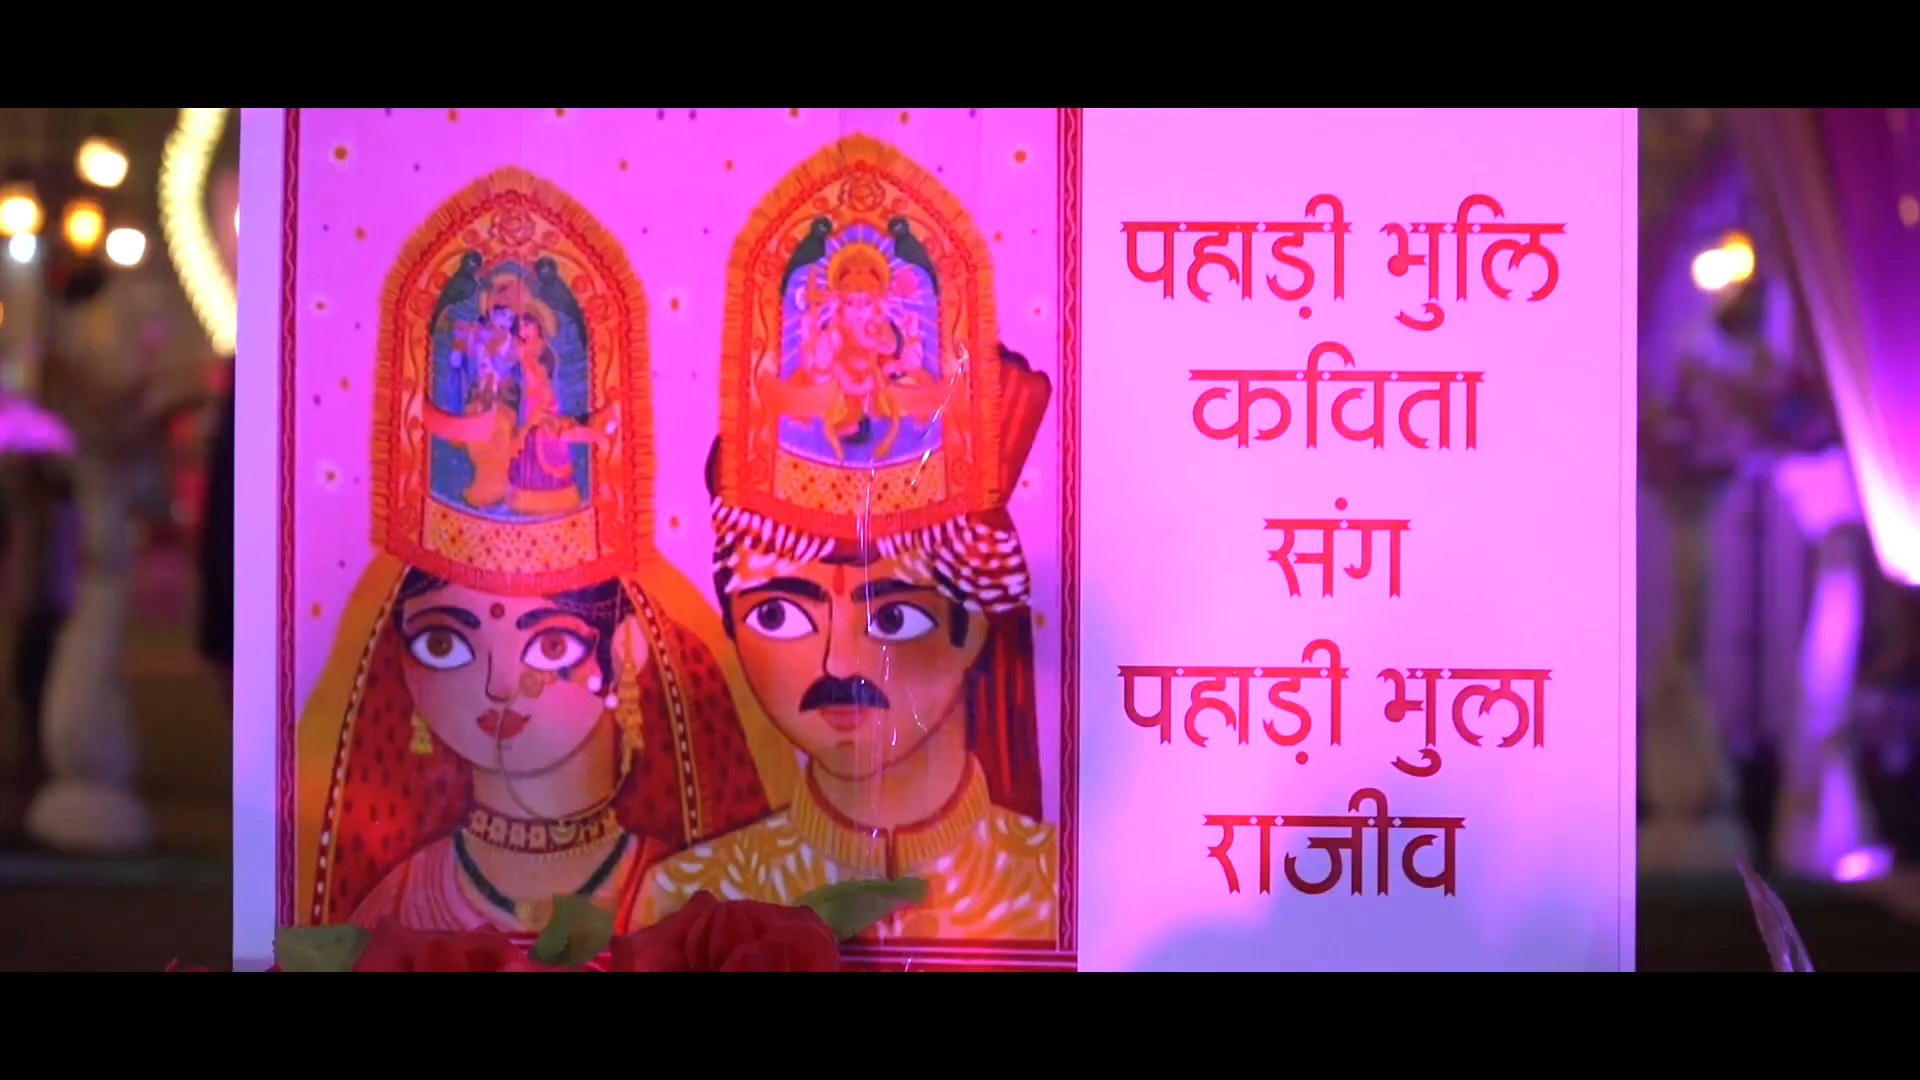 पहाड़ी भुलि
कविता
संग
पहाड़ी भुला
राजीव